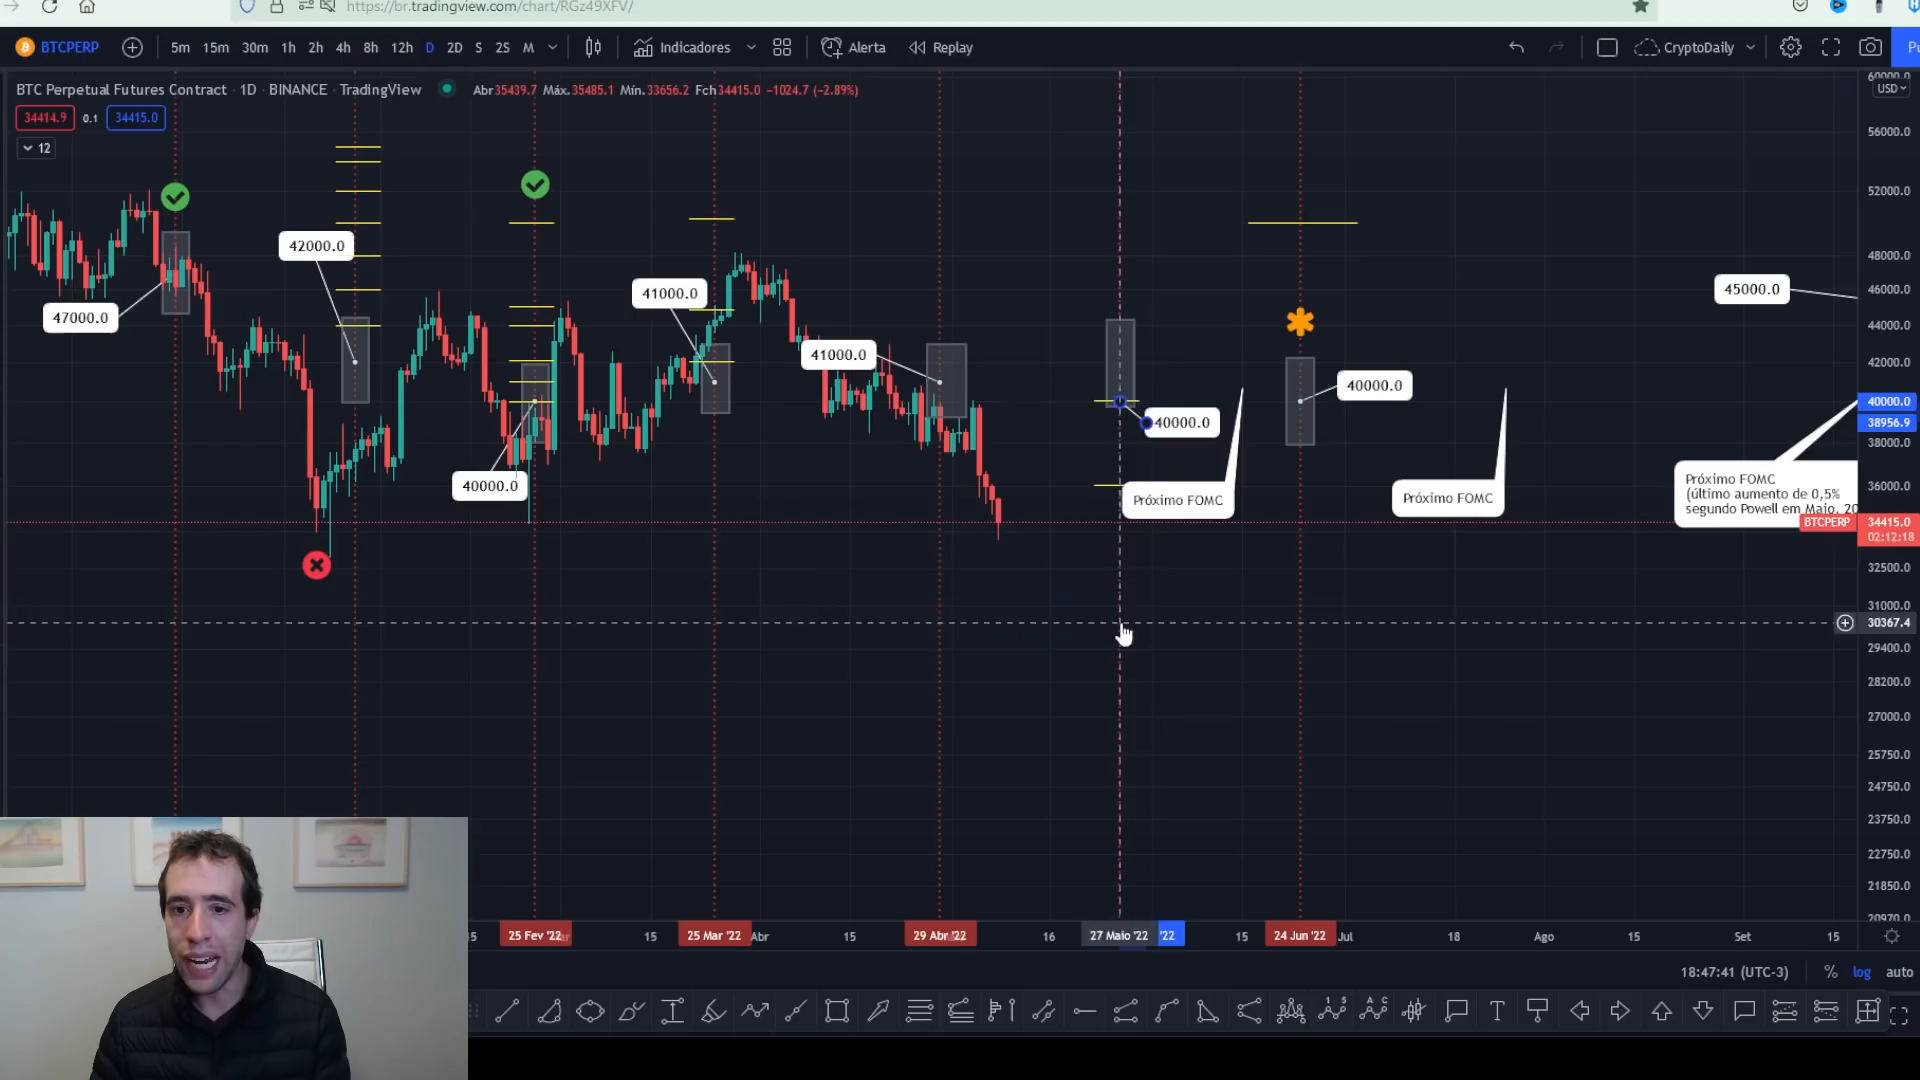 https://br.tradingview.com/chart/RGz49XFV/
BTCPERP 5m 15m 30m 1h 2h 4h 8h 12h D 2D S 2S M Indicadores Alerta Replay CryptoDaily
BTC Perpetual Futures Contract · 1D · BINANCE · TradingView Abr35439.7 Máx.35485.1 Mín.33656.2 Fch34415.0 −1024.7 (−2.89%)
34414.9 0.1 34415.0
12
47000.0
42000.0
40000.0
41000.0
41000.0
40000.0
40000.0
45000.0
Próximo FOMC
Próximo FOMC
Próximo FOMC
(último aumento de 0,5%
segundo Powell em Maio, 20
60000.0
USD
56000.0
52000.0
48000.0
46000.0
44000.0
42000.0
40000.0
38956.9
38000.0
36000.0
BTCPERP 34415.0
02:12:18
32500.0
31000.0
30367.4
29400.0
28200.0
27000.0
25750.0
24750.0
23750.0
22750.0
21850.0
20970.0
15 25 Fev '22 15 25 Mar '22 Abr 15 29 Abr '22 16 27 Maio '22 '22 15 24 Jun '22 Jul 18 Ago 15 Set 15
18:47:41 (UTC-3) % log auto